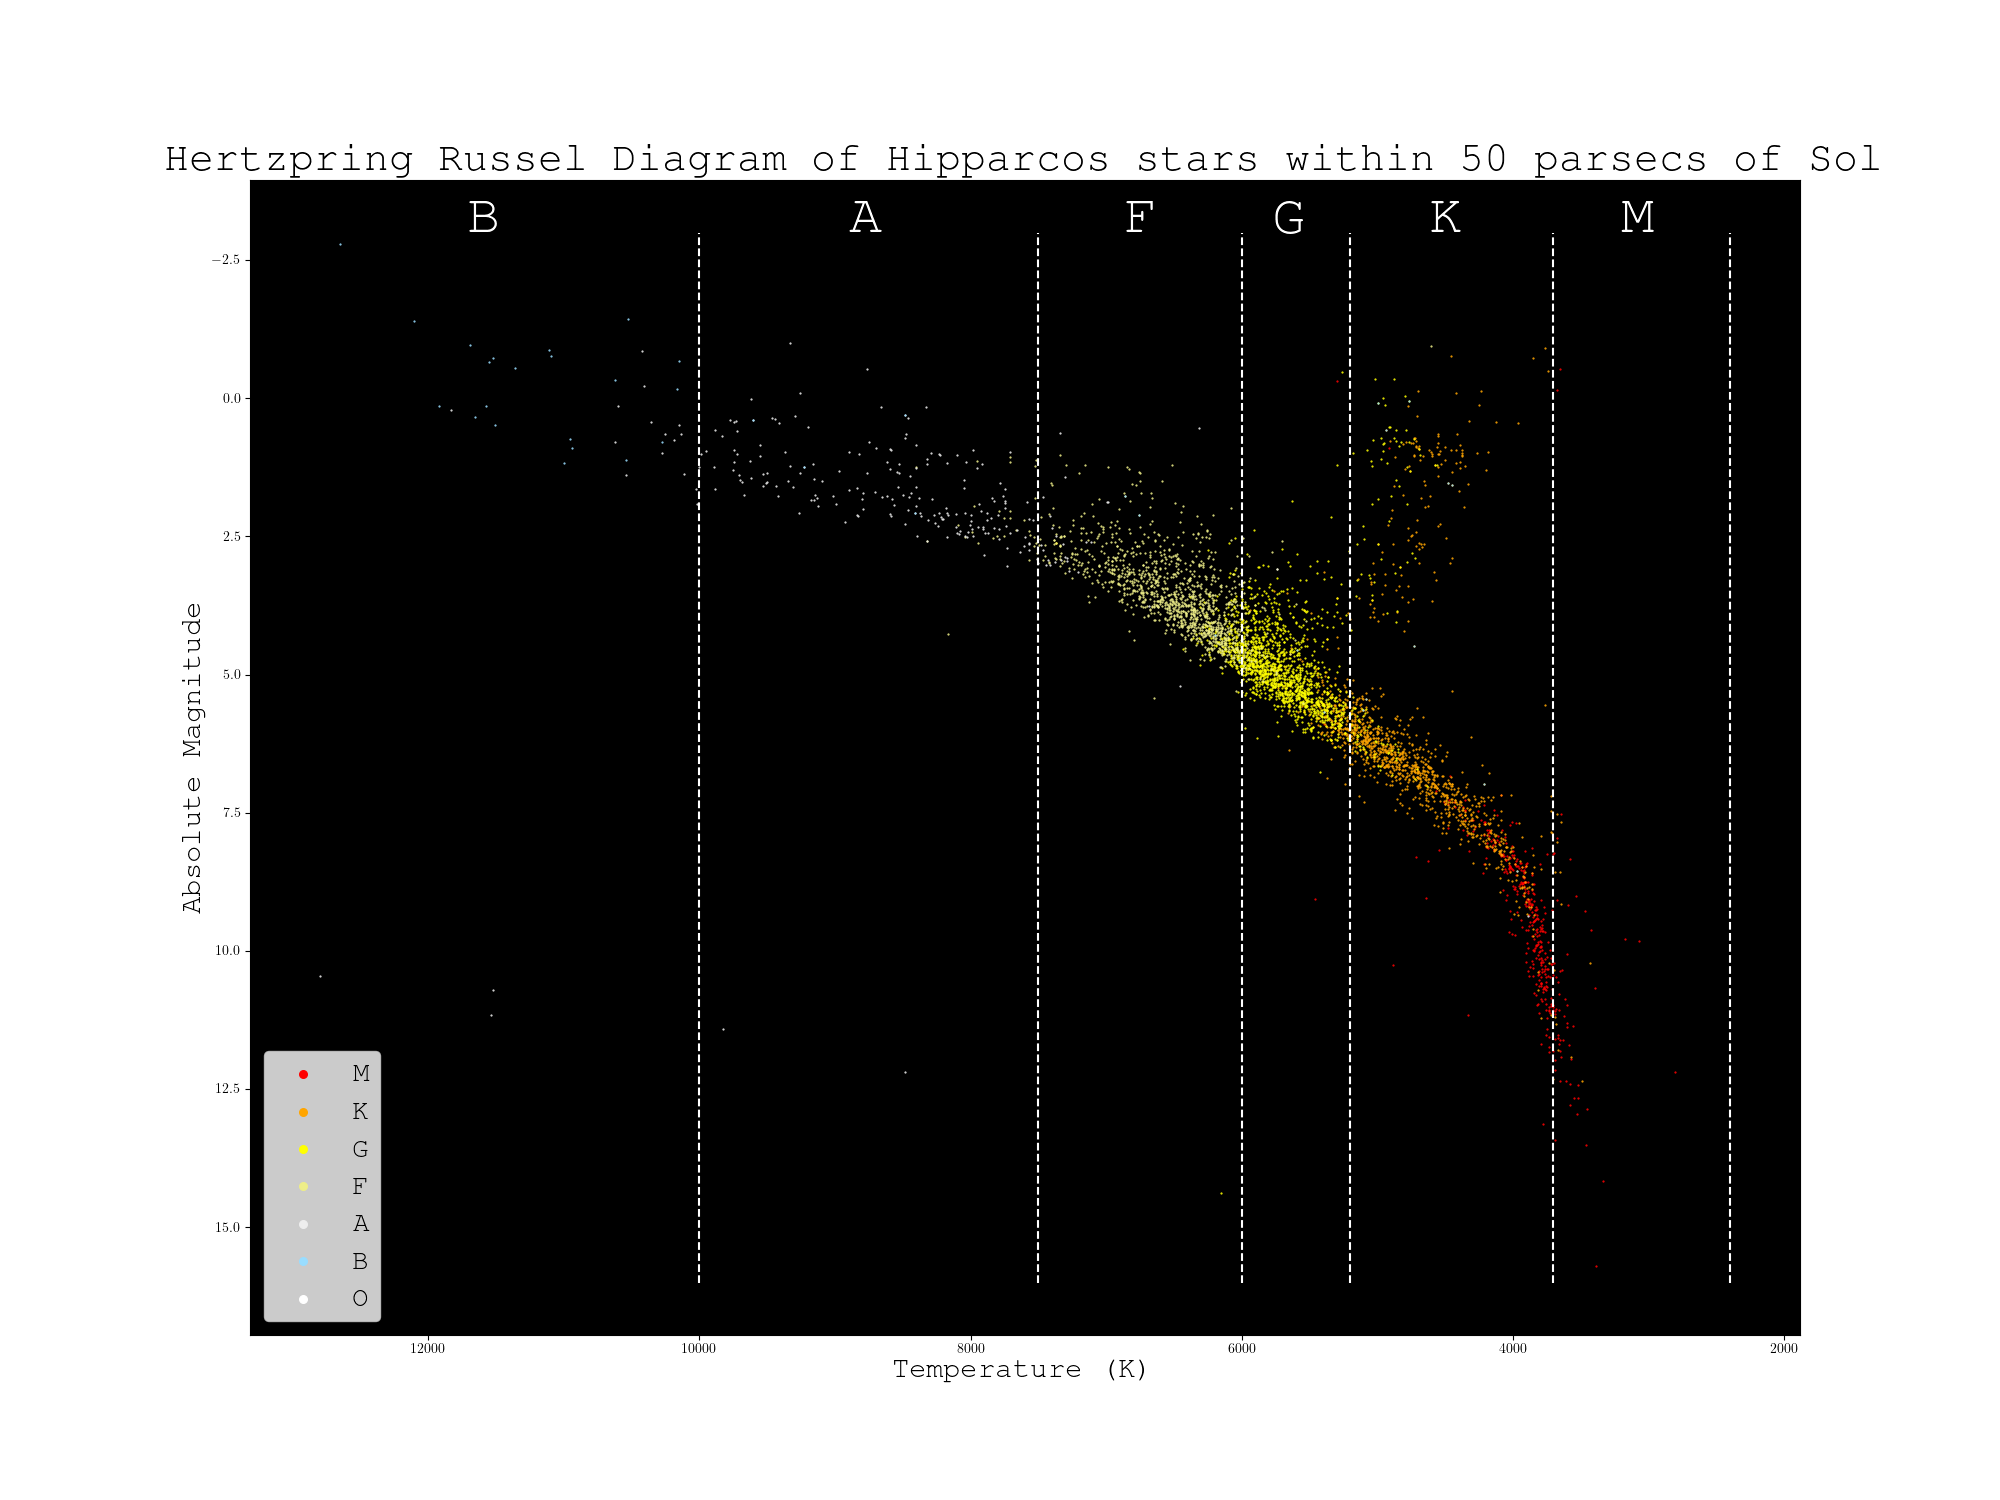 Hertzpring Russel Diagram of Hipparcos stars within 50 parsecs of Sol
B A F G K M
−2.5
0.0
2.5
5.0
7.5
10.0
12.5
15.0
Absolute Magnitude
M
K
G
F
A
B
O
12000 10000 8000 6000 4000 2000
Temperature (K)